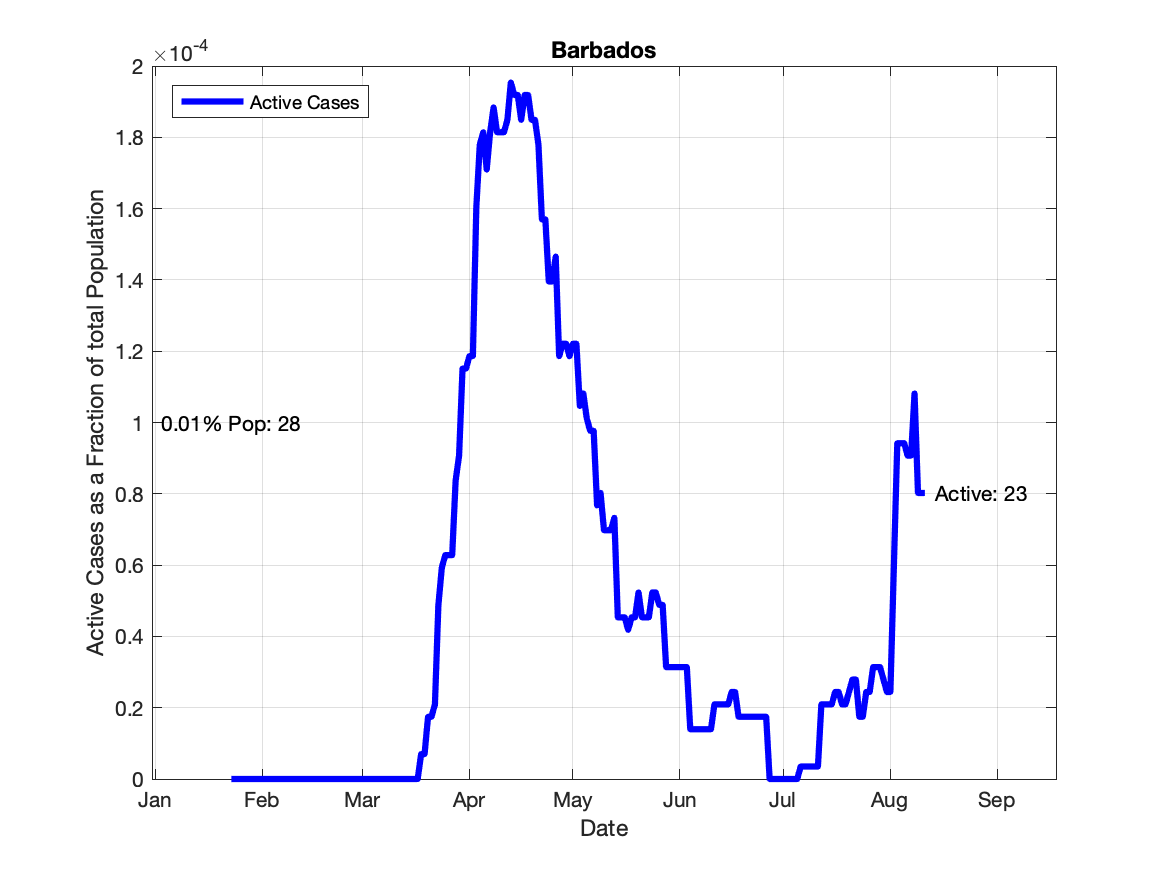 Barbados
×10⁻⁴
2
1.8
1.6
1.4
1.2
1
0.8
0.6
0.4
0.2
0
Active Cases as a Fraction of total Population
Active Cases
0.01% Pop: 28
Active: 23
Jan Feb Mar Apr May Jun Jul Aug Sep
Date